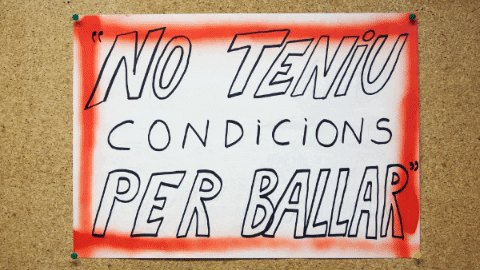 "NO TENiU
CONDiCiONS
PER BALLAR"